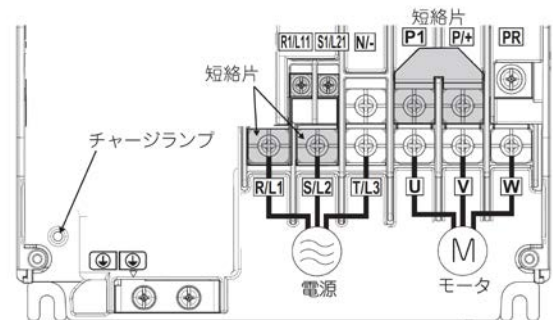 短絡片
R1/L11 S1/L21 N/- P1 P/+ PR
短絡片
チャージランプ
R/L1 S/L2 T/L3 U V W
M
電源 モータ